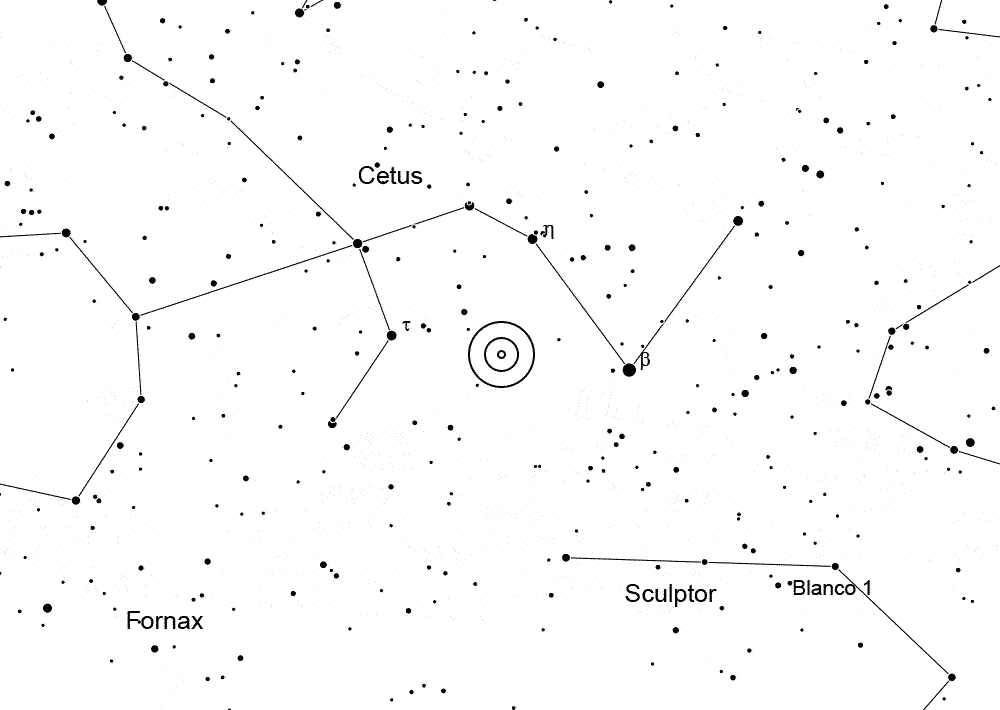 Cetus
η
τ
β
Blanco 1
Sculptor
Fornax